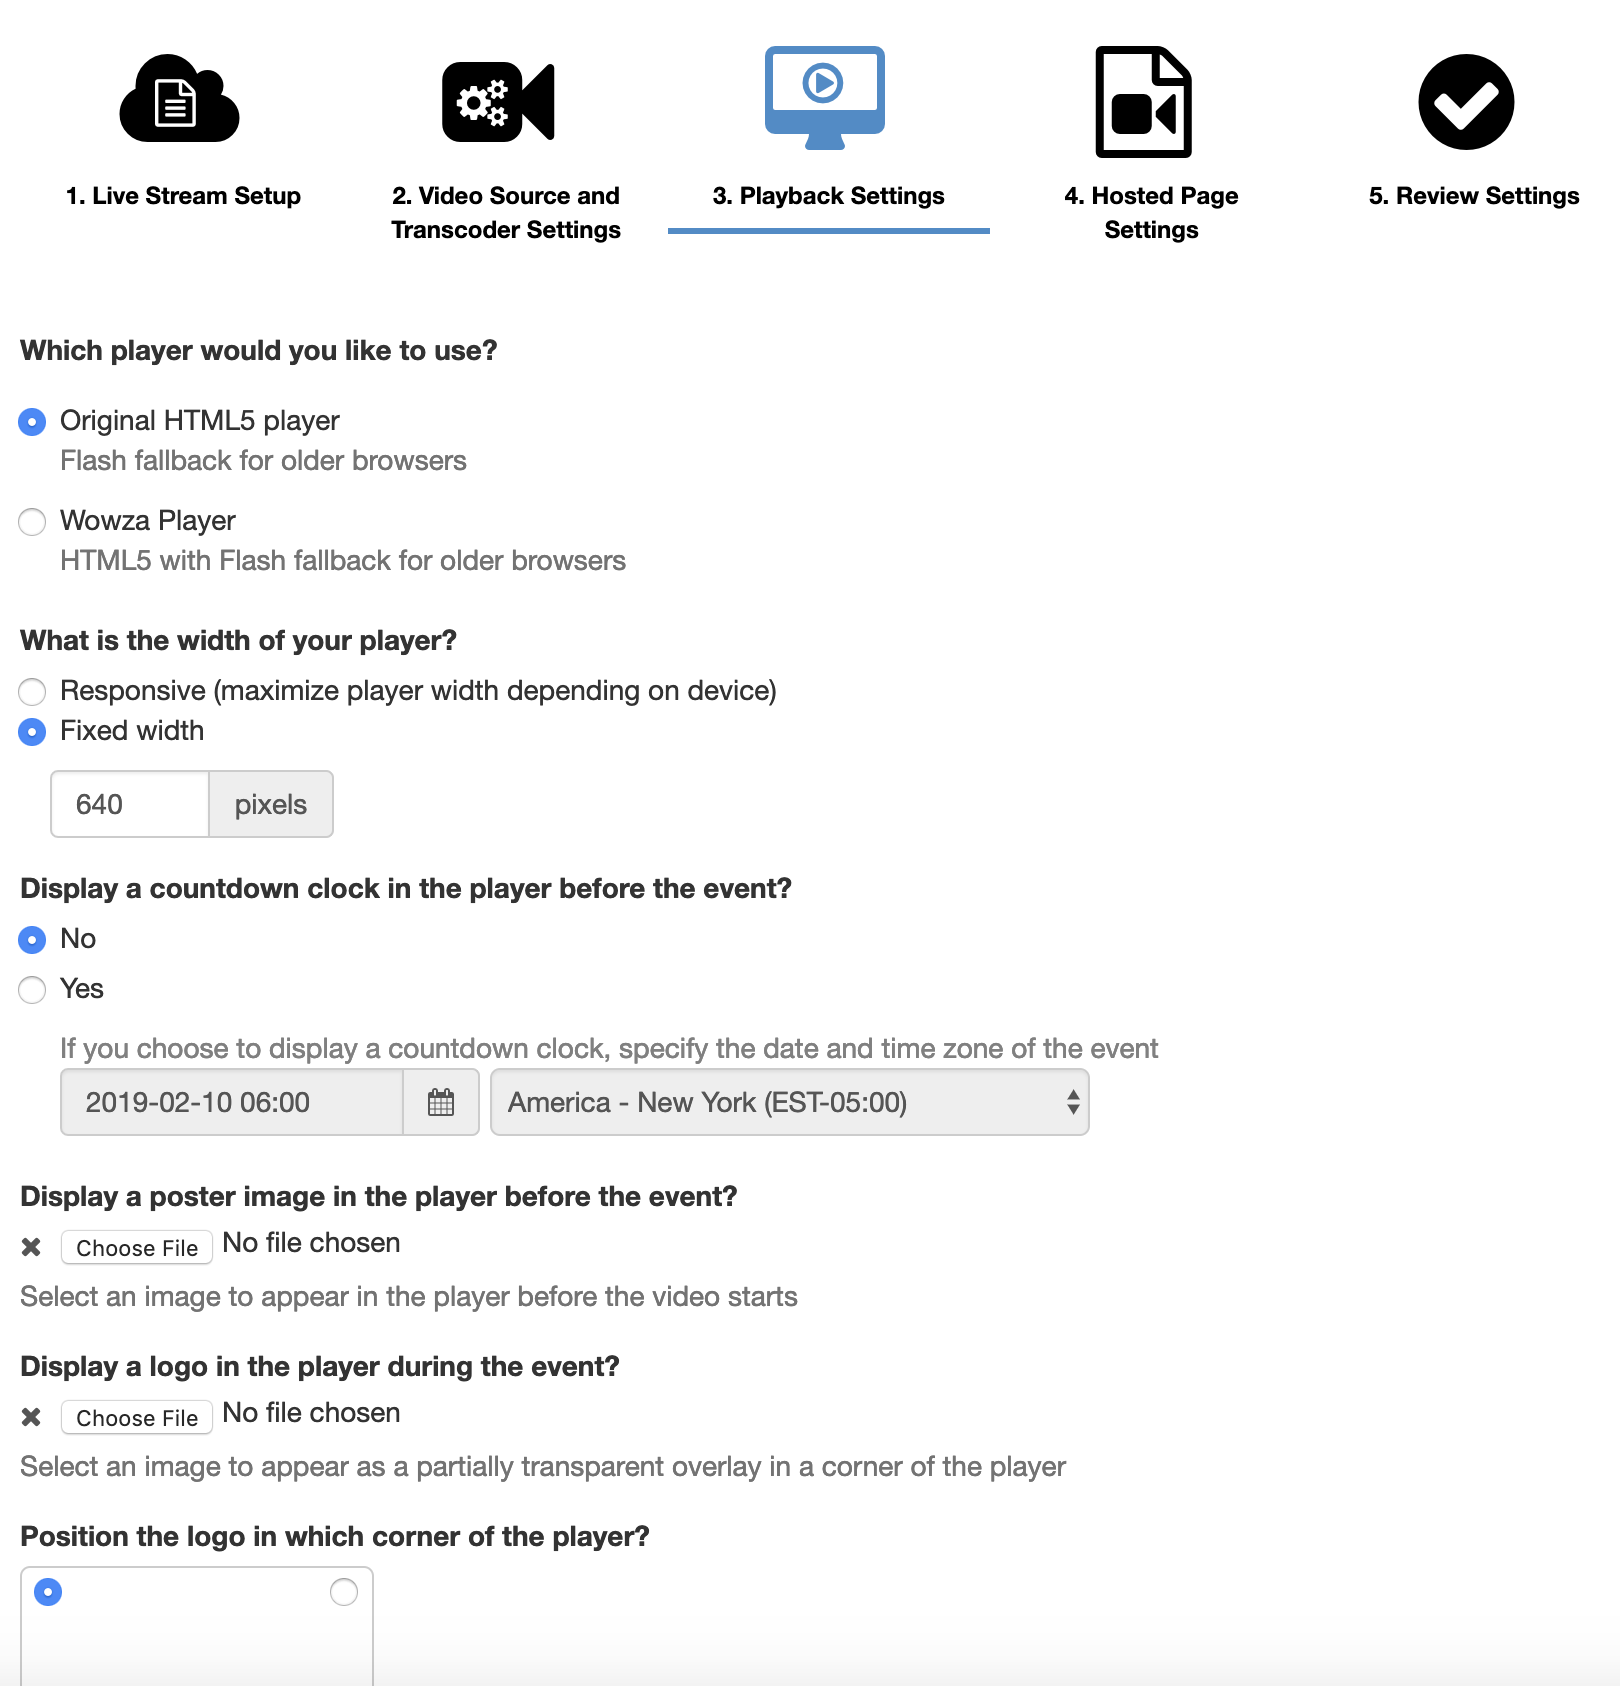 1. Live Stream Setup
2. Video Source and
Transcoder Settings
3. Playback Settings
4. Hosted Page
Settings
5. Review Settings
Which player would you like to use?
Original HTML5 player
Flash fallback for older browsers
Wowza Player
HTML5 with Flash fallback for older browsers
What is the width of your player?
Responsive (maximize player width depending on device)
Fixed width
640 pixels
Display a countdown clock in the player before the event?
No
Yes
If you choose to display a countdown clock, specify the date and time zone of the event
2019-02-10 06:00 America - New York (EST-05:00)
Display a poster image in the player before the event?
Choose File No file chosen
Select an image to appear in the player before the video starts
Display a logo in the player during the event?
Choose File No file chosen
Select an image to appear as a partially transparent overlay in a corner of the player
Position the logo in which corner of the player?